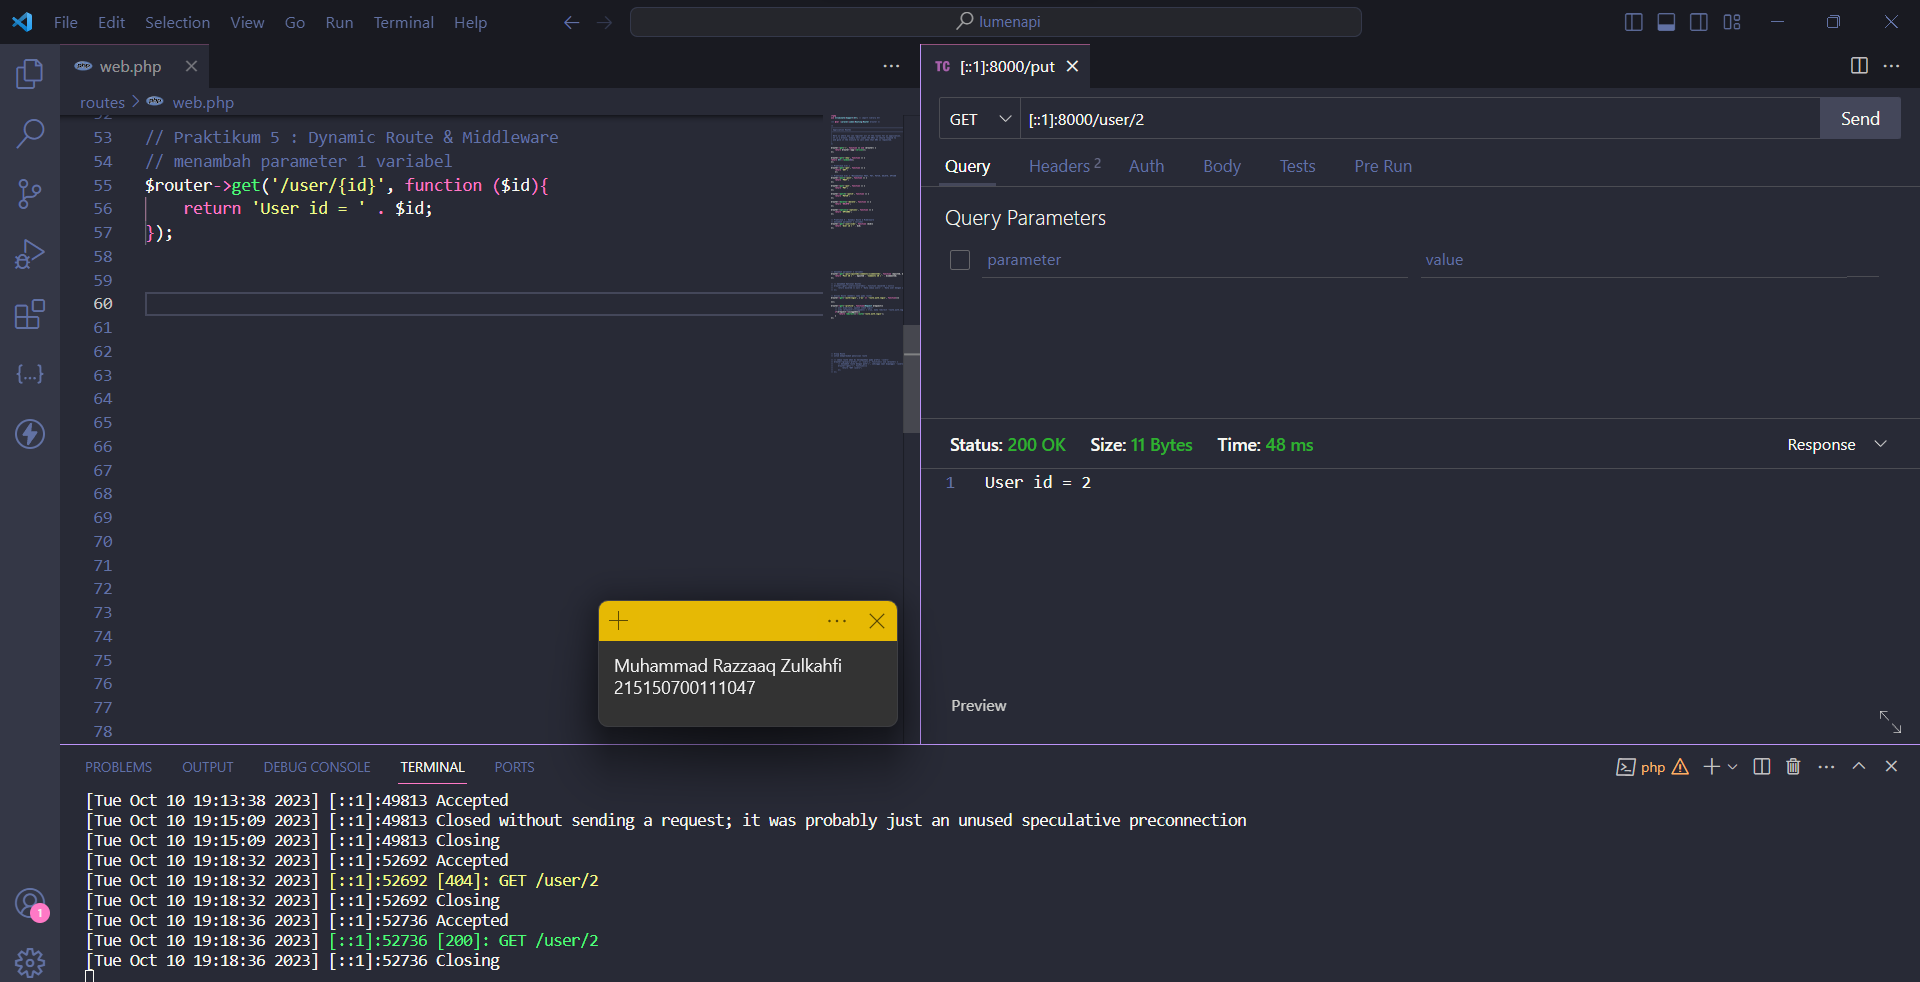 File Edit Selection View Go Run Terminal Help
lumenapi
web.php
routes > web.php
53 // Praktikum 5 : Dynamic Route & Middleware
54 // menambah parameter 1 variabel
55 $router->get('/user/{id}', function ($id){
56 return 'User id = ' . $id;
57 });
58
59
60
61
62
63
64
65
66
67
68
69
70
71
72
73
74
75
76
77
78
TC [::1]:8000/put
GET [::1]:8000/user/2 Send
Query Headers 2 Auth Body Tests Pre Run
Query Parameters
parameter value
Status: 200 OK Size: 11 Bytes Time: 48 ms Response
1 User id = 2
Preview
Muhammad Razzaaq Zulkahfi
215150700111047
PROBLEMS OUTPUT DEBUG CONSOLE TERMINAL PORTS
php
[Tue Oct 10 19:13:38 2023] [::1]:49813 Accepted
[Tue Oct 10 19:15:09 2023] [::1]:49813 Closed without sending a request; it was probably just an unused speculative preconnection
[Tue Oct 10 19:15:09 2023] [::1]:49813 Closing
[Tue Oct 10 19:18:32 2023] [::1]:52692 Accepted
[Tue Oct 10 19:18:32 2023] [::1]:52692 [404]: GET /user/2
[Tue Oct 10 19:18:32 2023] [::1]:52692 Closing
[Tue Oct 10 19:18:36 2023] [::1]:52736 Accepted
[Tue Oct 10 19:18:36 2023] [::1]:52736 [200]: GET /user/2
[Tue Oct 10 19:18:36 2023] [::1]:52736 Closing
1